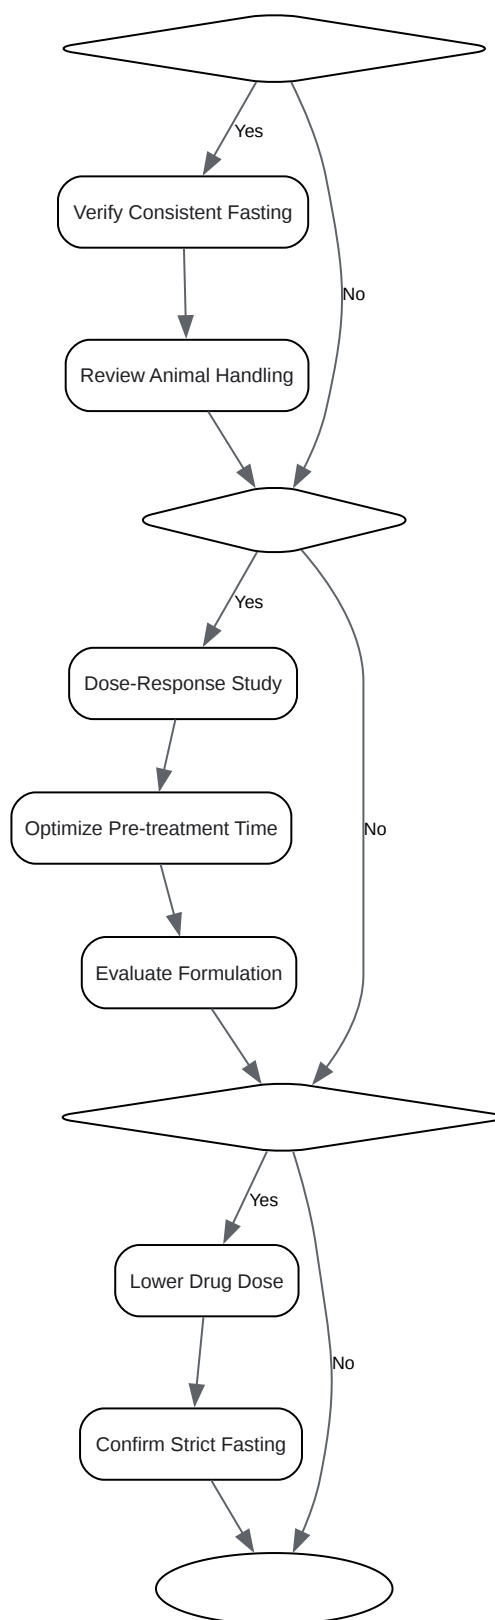 Yes
Verify Consistent Fasting
No
Review Animal Handling
Yes
Dose-Response Study
Optimize Pre-treatment Time
No
Evaluate Formulation
Yes
Lower Drug Dose
No
Confirm Strict Fasting